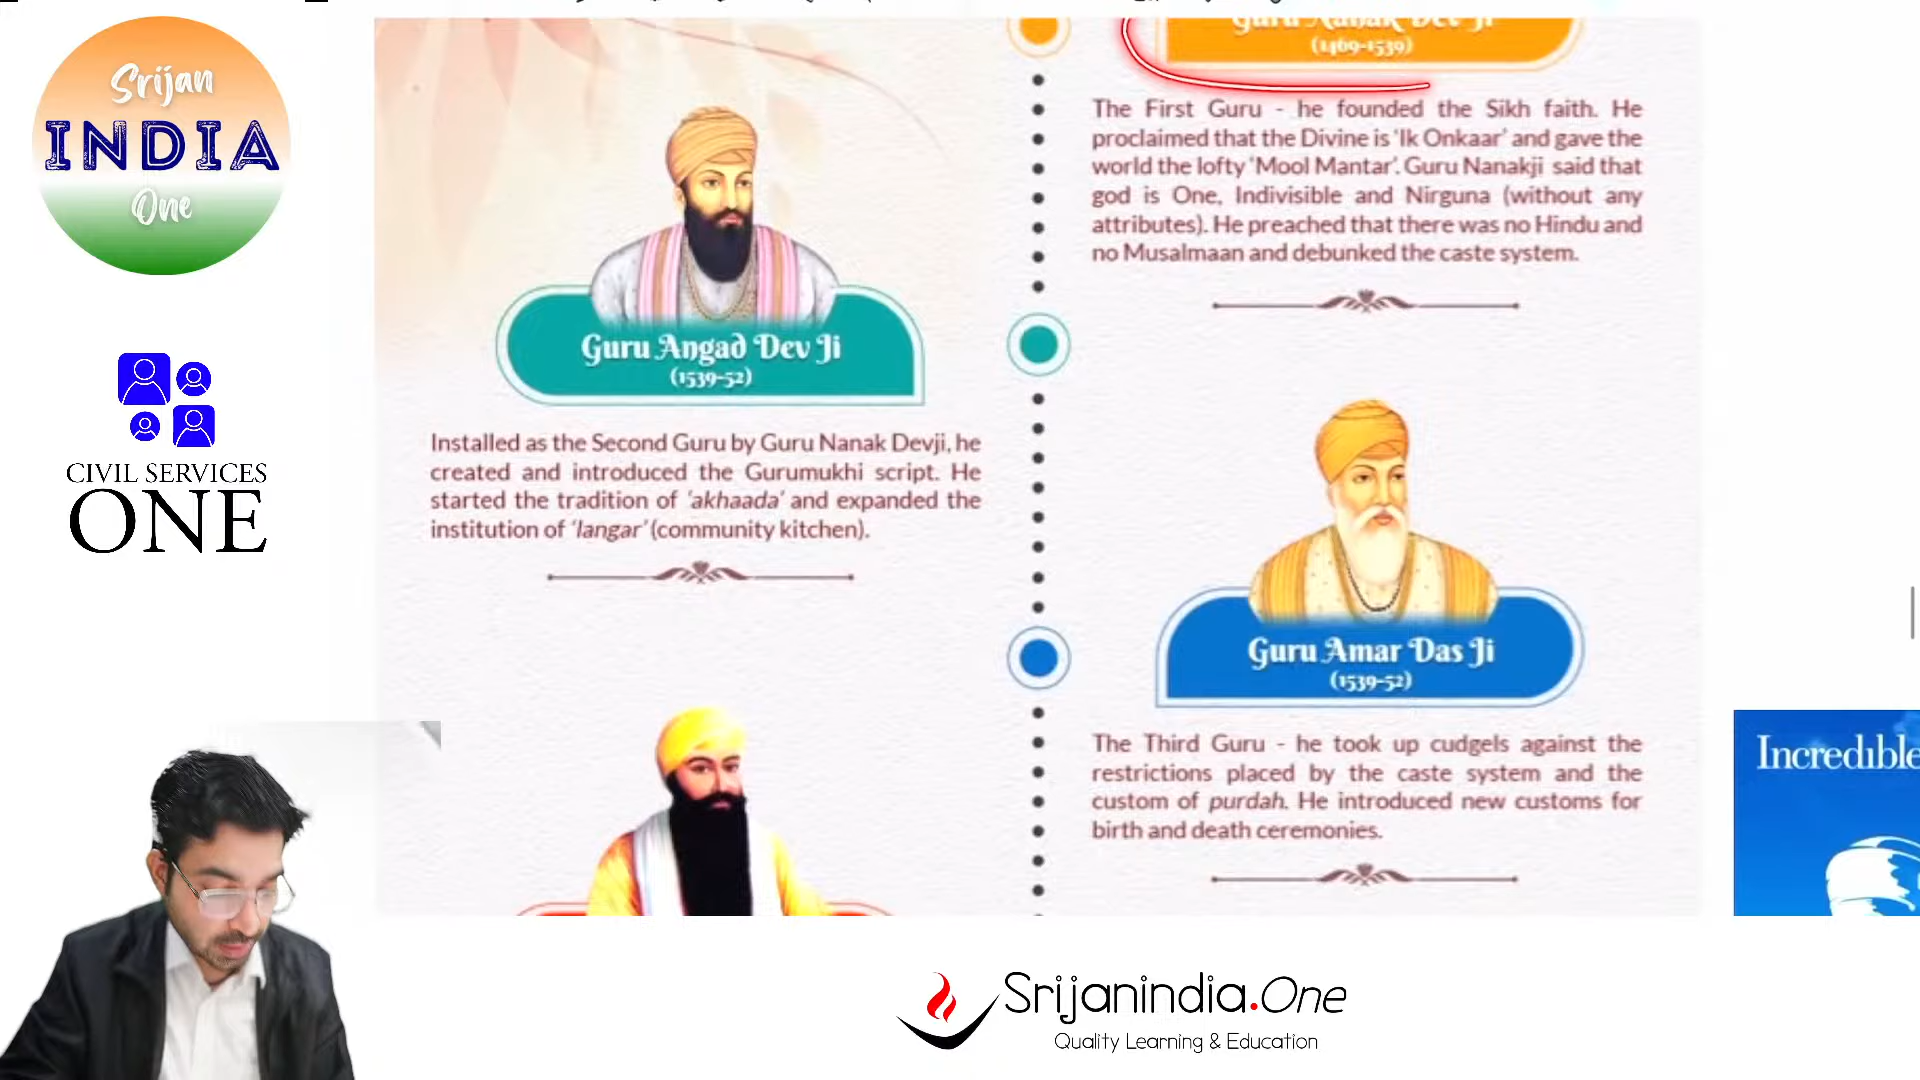 Srijan
INDIA
One
CIVIL SERVICES
ONE
Guru Nanak Dev Ji
(1469-1539)
The First Guru - he founded the Sikh faith. He
proclaimed that the Divine is ‘Ik Onkaar’ and gave the
world the lofty ‘Mool Mantar’. Guru Nanakji said that
god is One, Indivisible and Nirguna (without any
attributes). He preached that there was no Hindu and
no Musalmaan and debunked the caste system.
Guru Angad Dev Ji
(1539-52)
Installed as the Second Guru by Guru Nanak Devji, he
created and introduced the Gurumukhi script. He
started the tradition of ‘akhaada’ and expanded the
institution of ‘langar’ (community kitchen).
Guru Amar Das Ji
(1539-52)
The Third Guru - he took up cudgels against the
restrictions placed by the caste system and the
custom of purdah. He introduced new customs for
birth and death ceremonies.
Incredible
Srijanindia.One
Quality Learning & Education